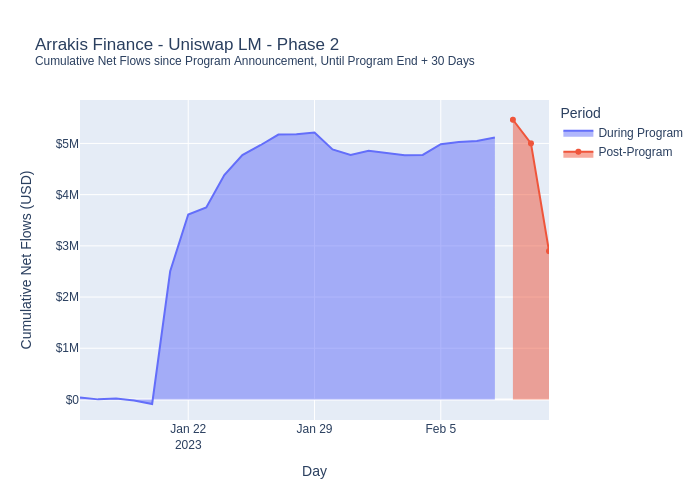 Arrakis Finance - Uniswap LM - Phase 2
Cumulative Net Flows since Program Announcement, Until Program End + 30 Days
Period
During Program
Post-Program
Cumulative Net Flows (USD)
$5M
$4M
$3M
$2M
$1M
$0
Jan 22
2023
Jan 29
Feb 5
Day